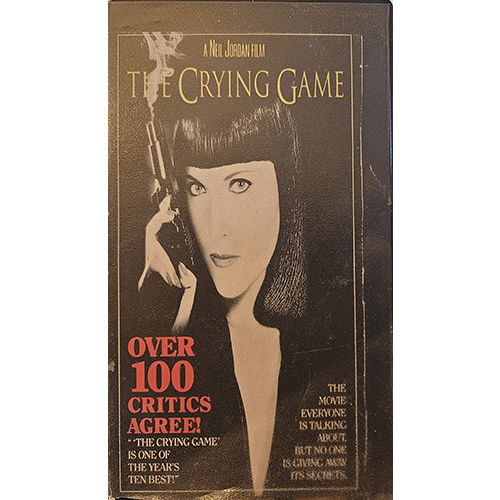 A NEIL JORDAN FILM
THE CRYING GAME
OVER
100
CRITICS
AGREE!
"'THE CRYING GAME'
IS ONE OF
THE YEAR'S
TEN BEST!"
THE
MOVIE
EVERYONE
IS TALKING
ABOUT,
BUT NO ONE
IS GIVING AWAY
ITS SECRETS.